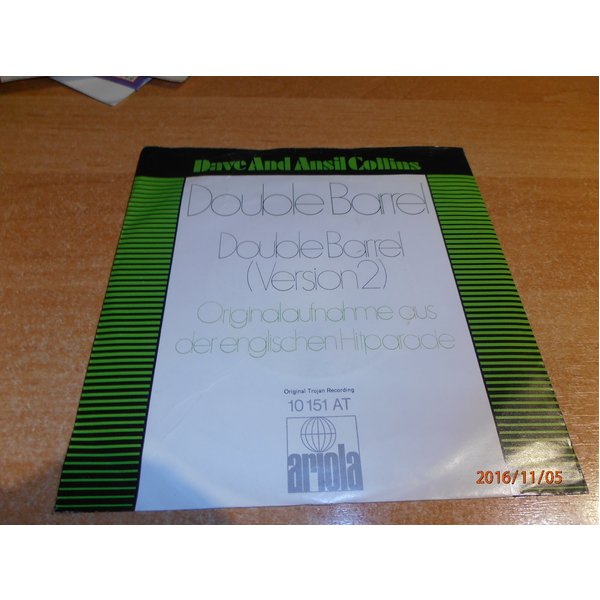 Dave And Ansil Collins
Double Barrel
Double Barrel
(Version 2)
Originalaufnahme aus
der englischen Hitparade
Original Trojan Recording
10 151 AT
ariola
2016/11/05